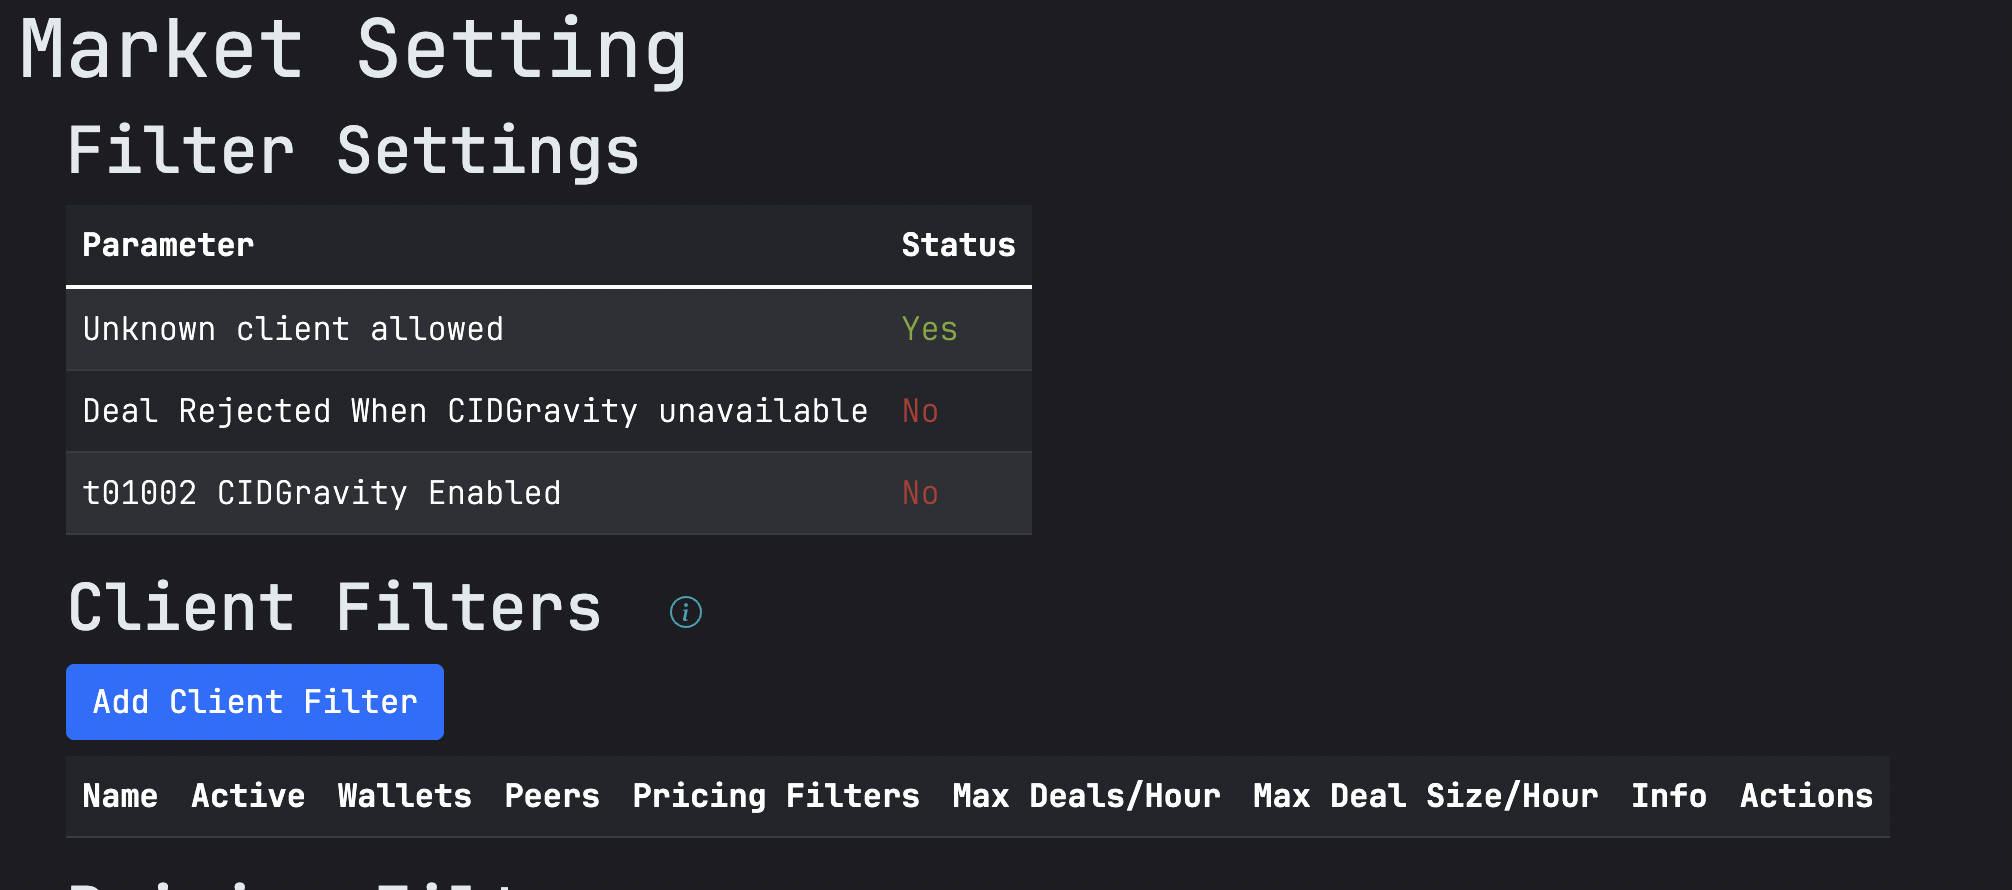 Market Setting
Filter Settings
Parameter Status
Unknown client allowed Yes
Deal Rejected When CIDGravity unavailable No
t01002 CIDGravity Enabled No
Client Filters
Add Client Filter
Name Active Wallets Peers Pricing Filters Max Deals/Hour Max Deal Size/Hour Info Actions